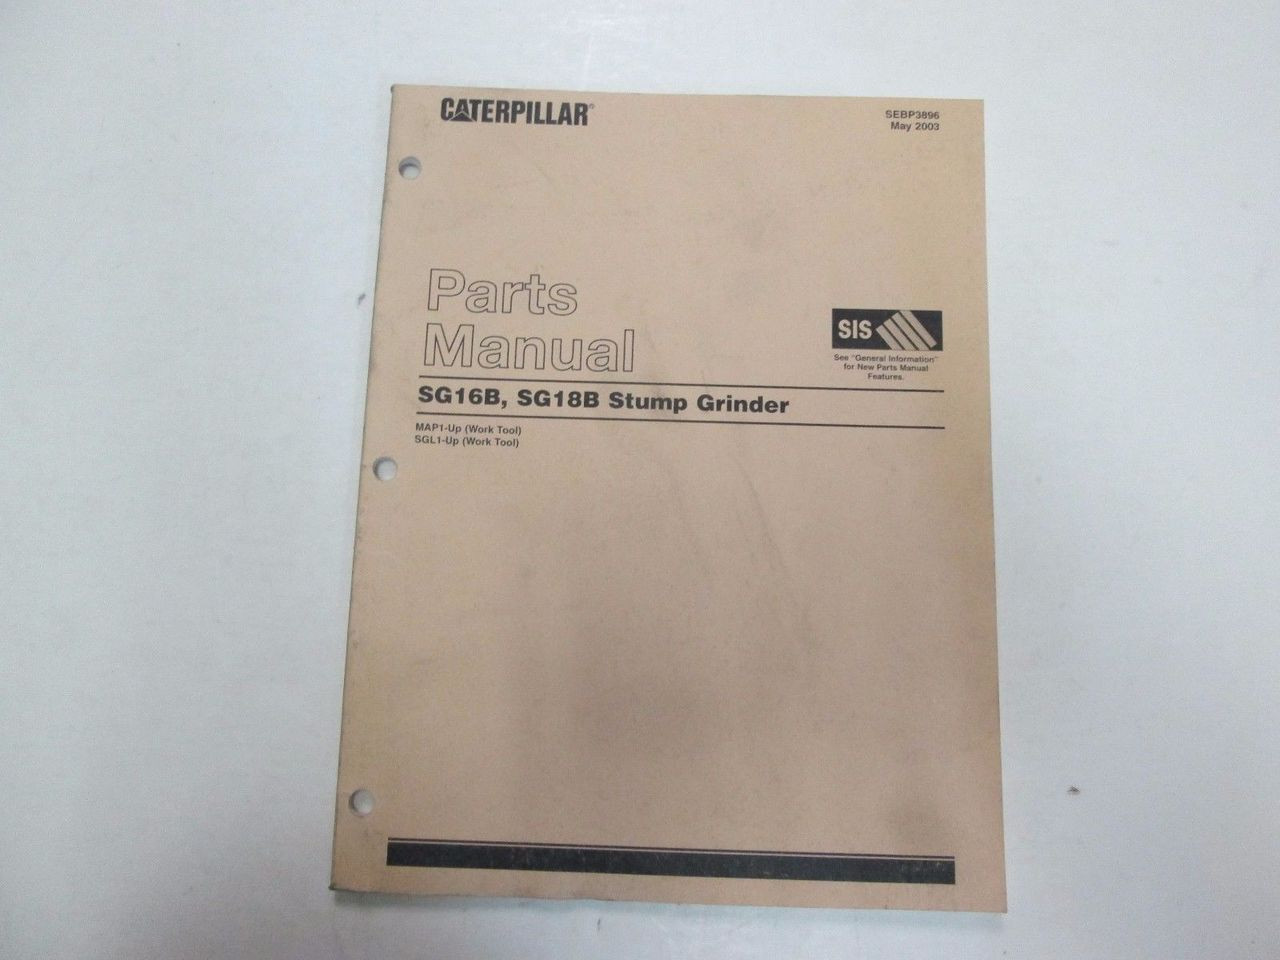 CATERPILLAR®
SEBP3896
May 2003
Parts
Manual
SIS
See "General Information"
for New Parts Manual
Features.
SG16B, SG18B Stump Grinder
MAP1-Up (Work Tool)
SGL1-Up (Work Tool)